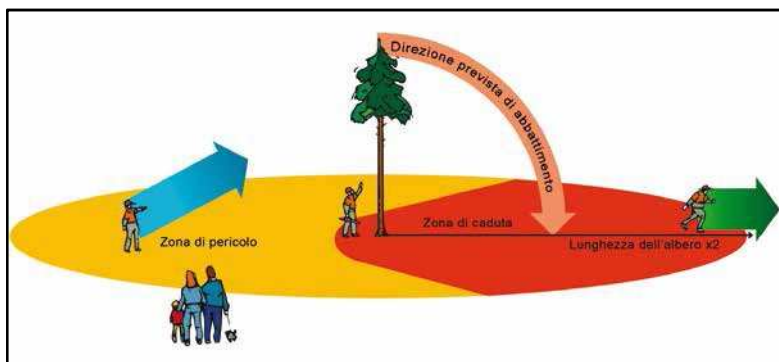 Direzione prevista di abbattimento
Zona di pericolo
Zona di caduta
Lunghezza dell'albero x2